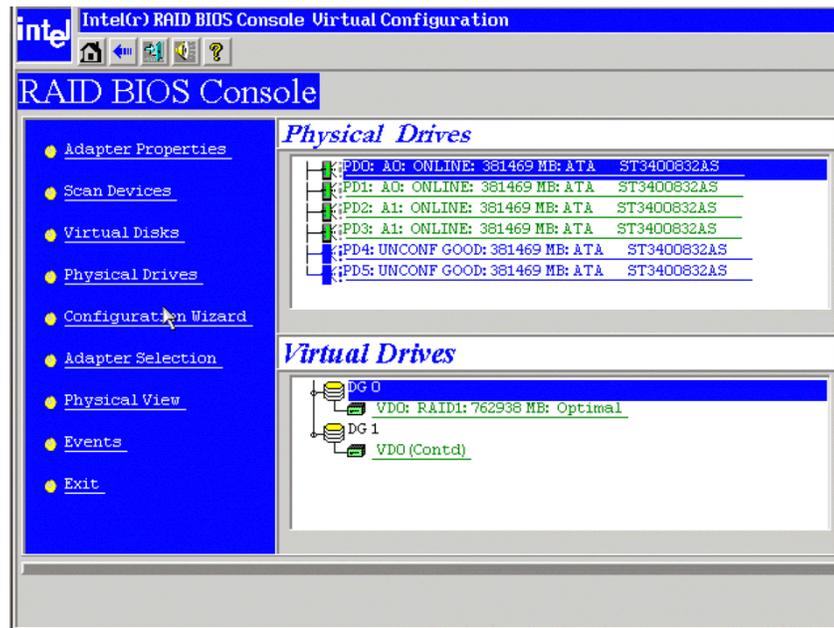 intel
Intel(r) RAID BIOS Console Virtual Configuration
RAID BIOS Console
Adapter Properties
Scan Devices
Virtual Disks
Physical Drives
Configuration Wizard
Adapter Selection
Physical View
Events
Exit
Physical Drives
PD0: A0: ONLINE: 381469 MB: ATA ST3400832AS
PD1: A0: ONLINE: 381469 MB: ATA ST3400832AS
PD2: A1: ONLINE: 381469 MB: ATA ST3400832AS
PD3: A1: ONLINE: 381469 MB: ATA ST3400832AS
PD4: UNCONF GOOD: 381469 MB: ATA ST3400832AS
PD5: UNCONF GOOD: 381469 MB: ATA ST3400832AS
Virtual Drives
DG 0
VD0: RAID1: 762938 MB: Optimal
DG 1
VD0 (Contd)